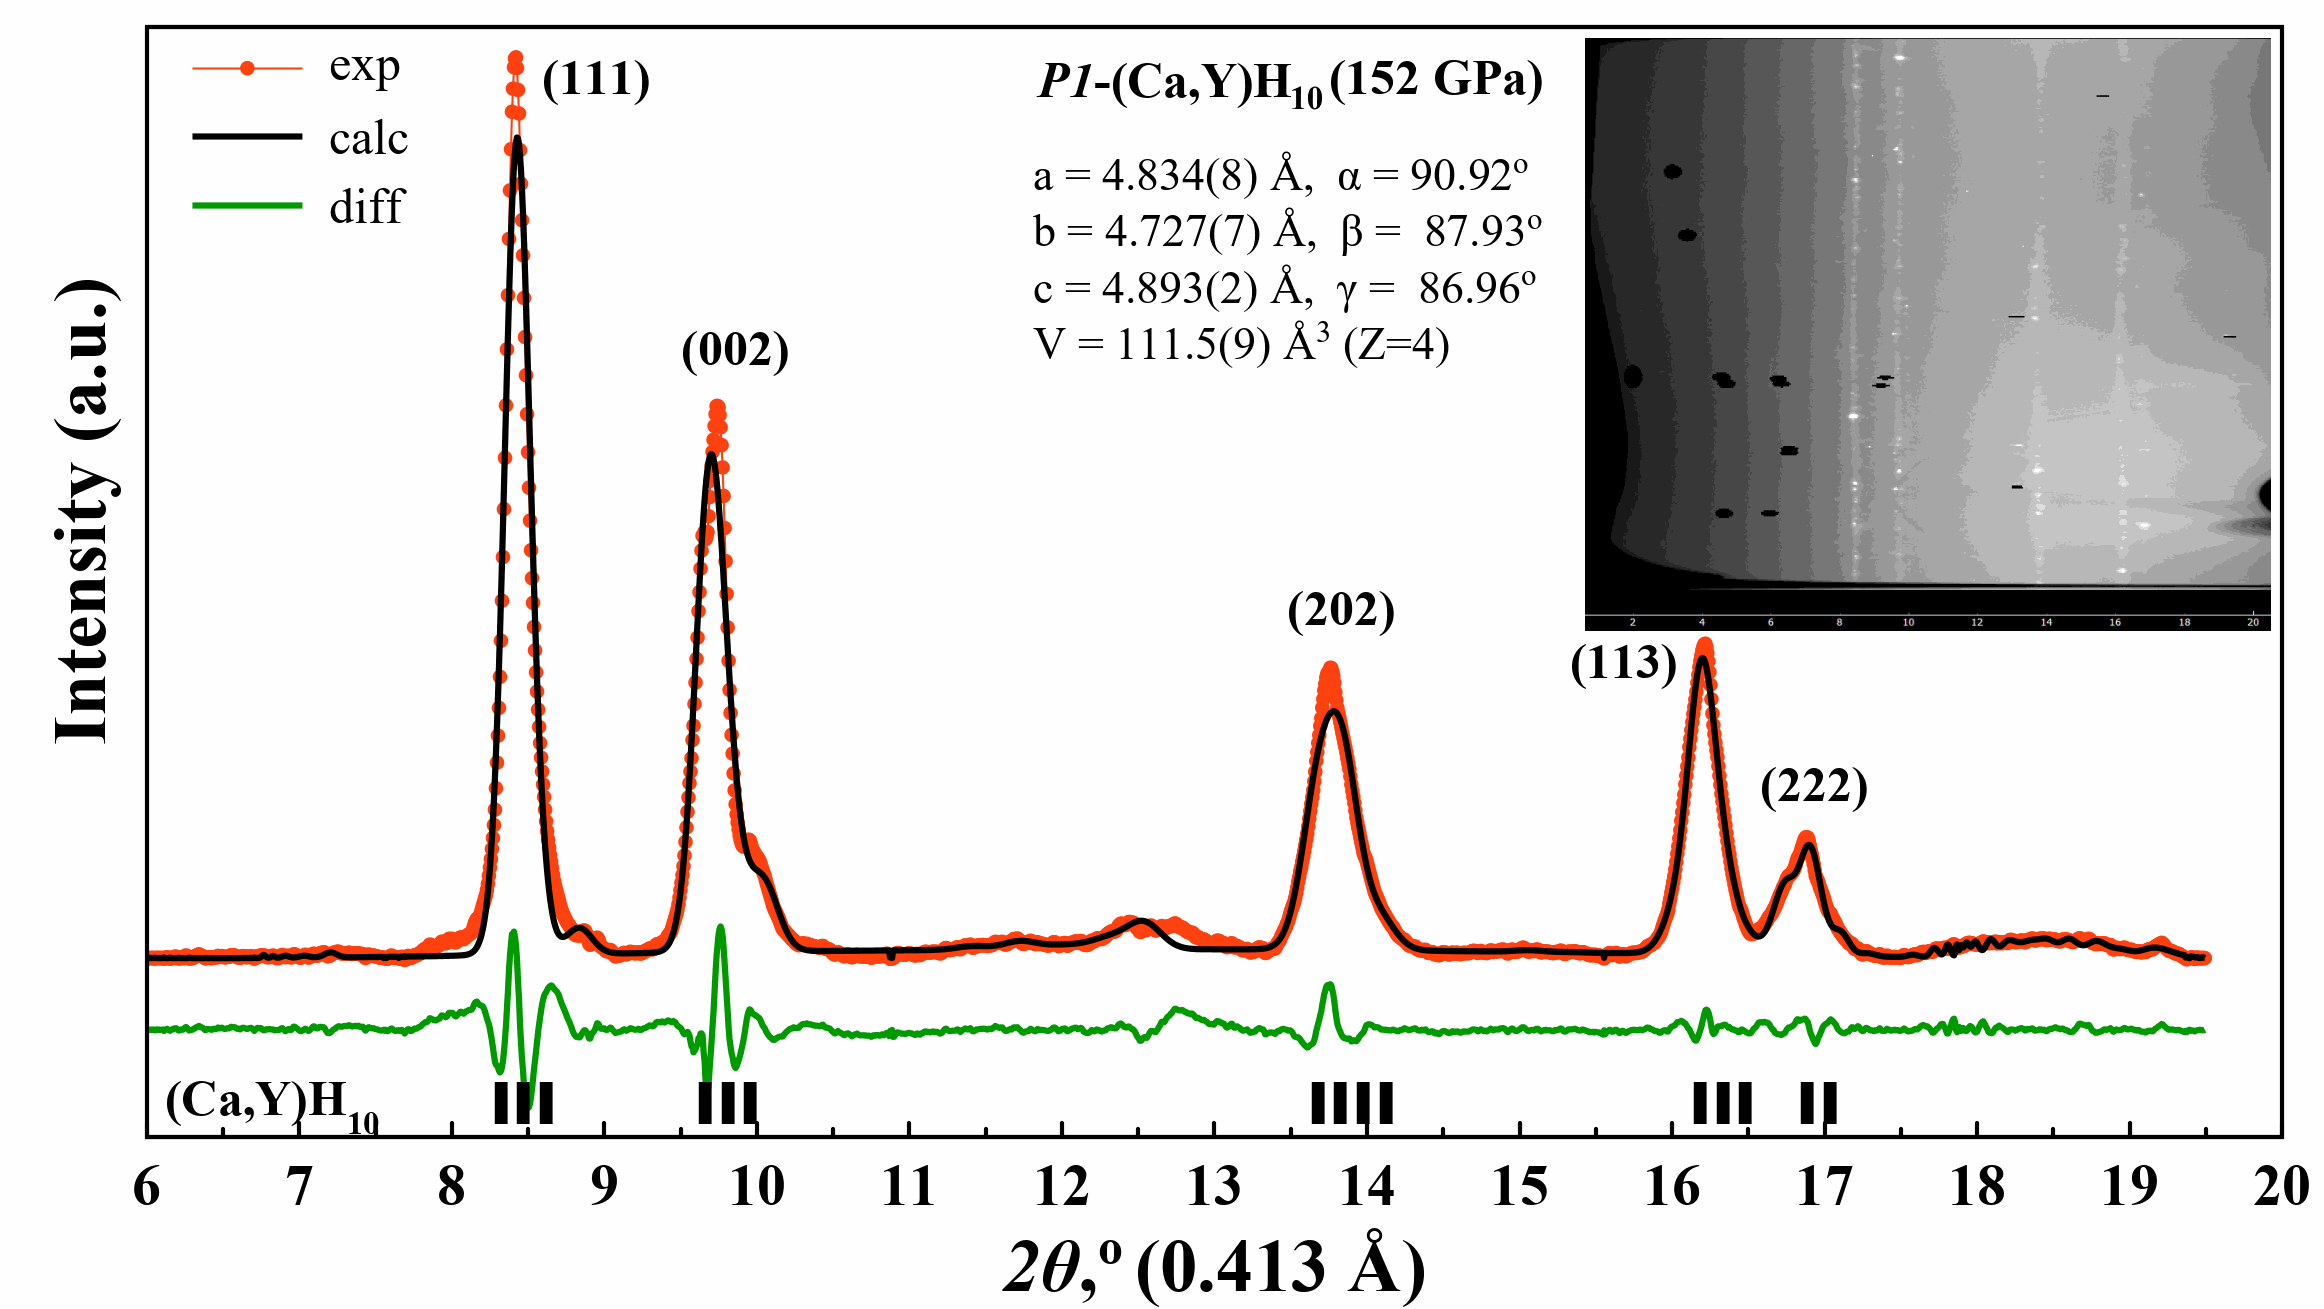 exp
calc
diff
(111)
(002)
(202)
(113)
(222)
P1-(Ca,Y)H10 (152 GPa)
a = 4.834(8) Å, α = 90.92º
b = 4.727(7) Å, β = 87.93º
c = 4.893(2) Å, γ = 86.96º
V = 111.5(9) Å3 (Z=4)
2 4 6 8 10 12 14 16 18 20
Intensity (a.u.)
(Ca,Y)H10
6 7 8 9 10 11 12 13 14 15 16 17 18 19 20
2θ,º (0.413 Å)